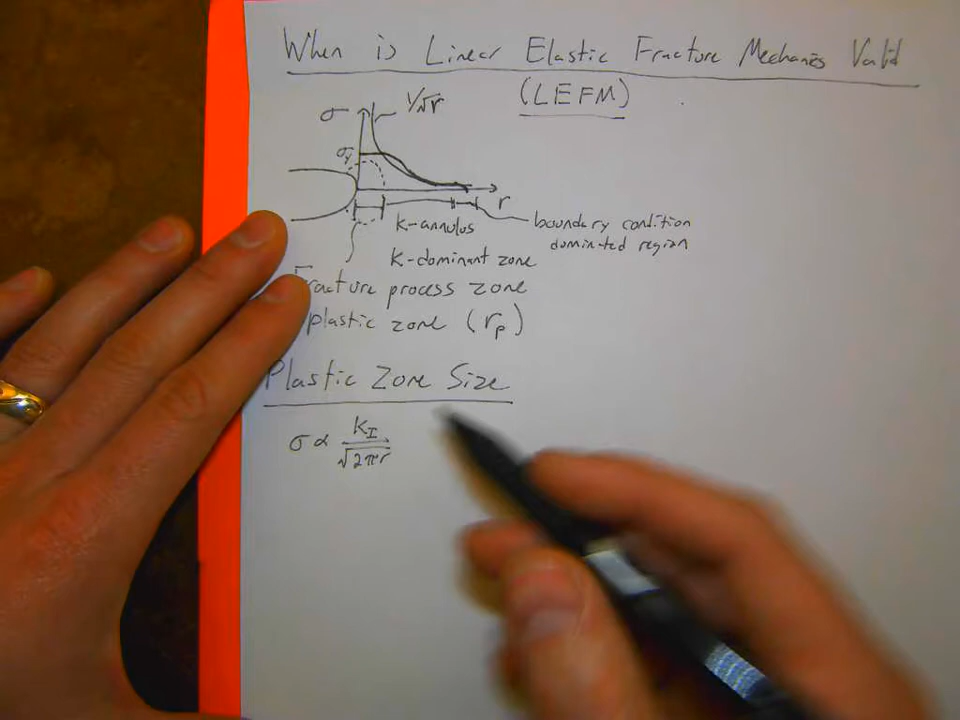 When is Linear Elastic Fracture Mechanics Valid
(LEFM)
σ 1/√r
σy
r
K-annulus
boundary condition
dominated region
K-dominant zone
Fracture process zone
plastic zone (rp)
Plastic Zone Size
σ ∝ KI/√2πr